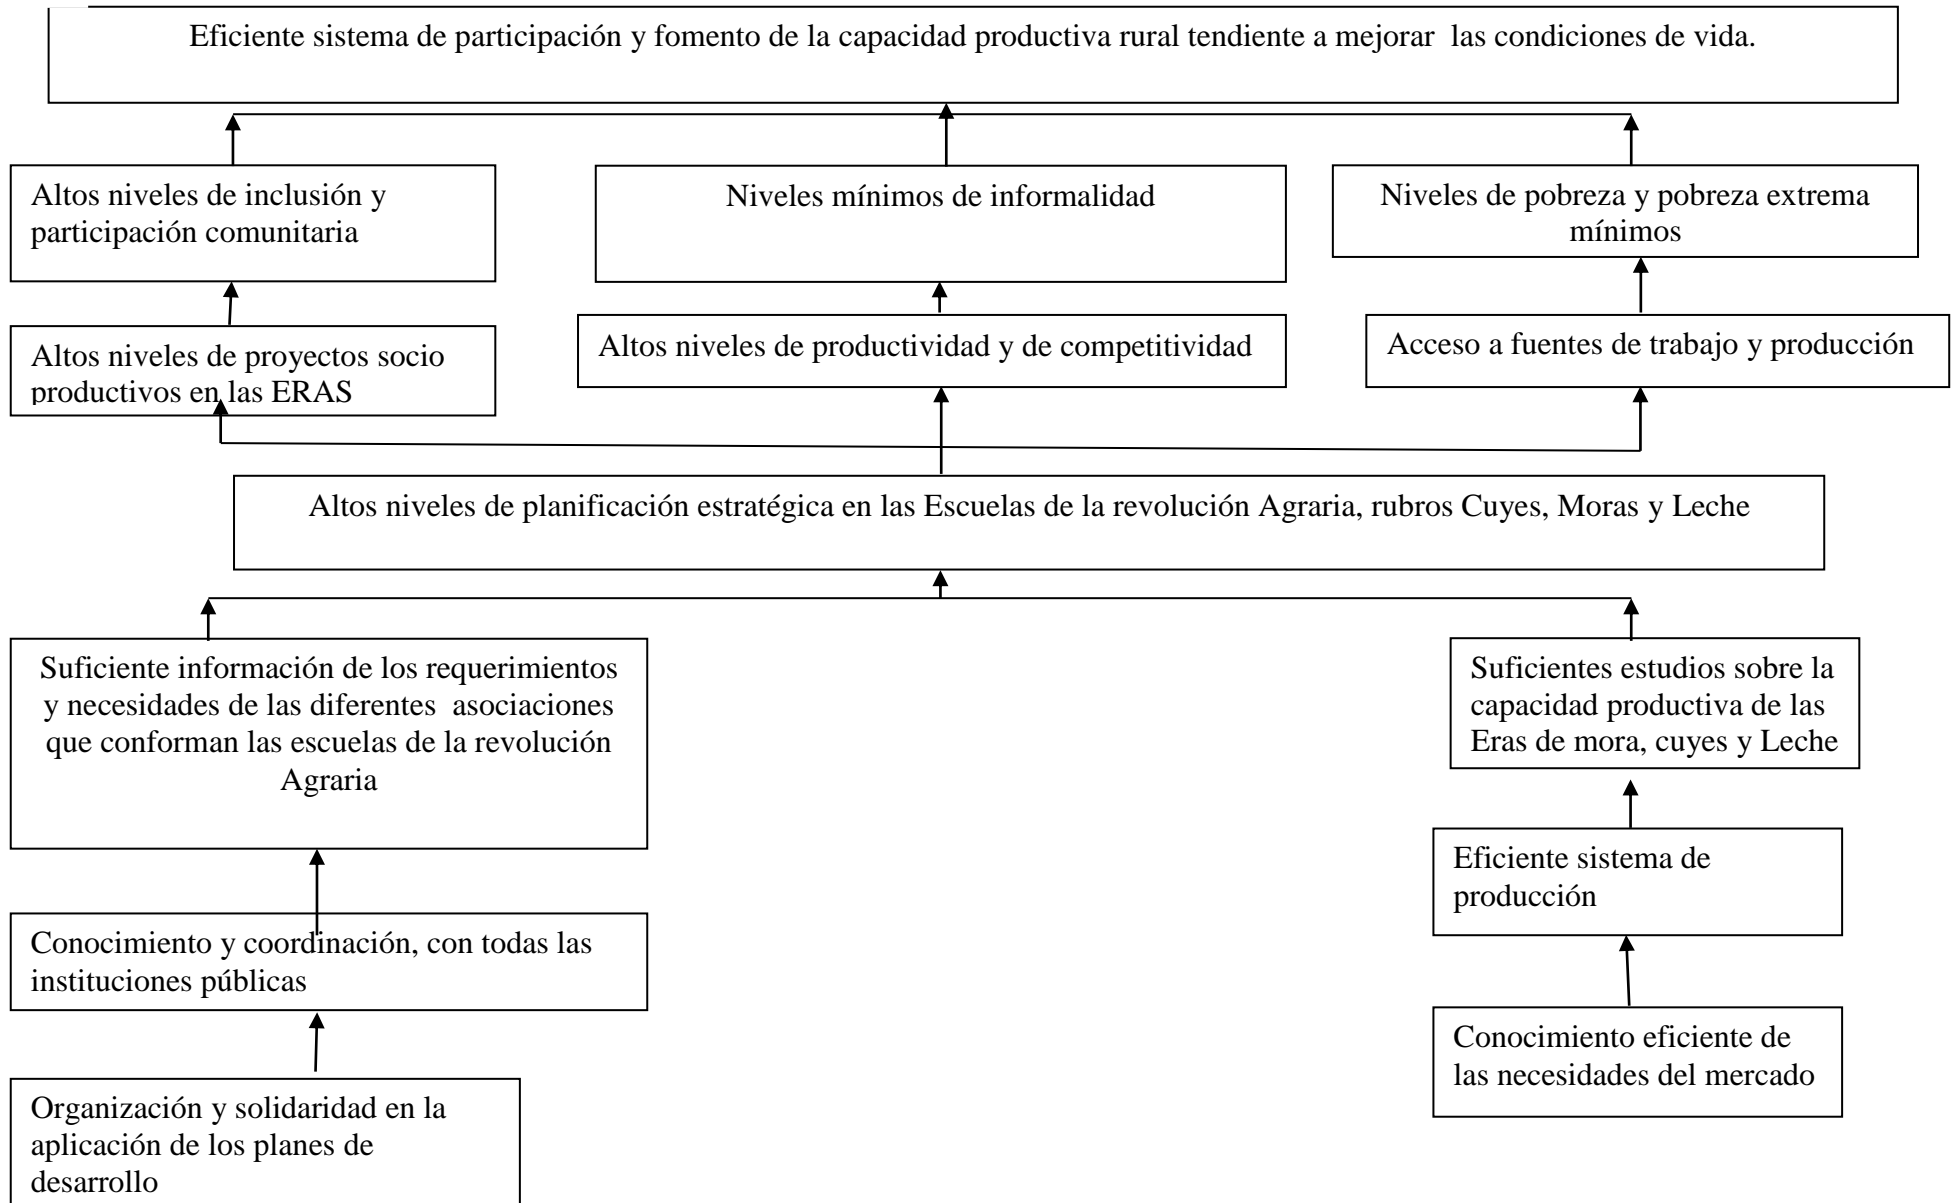 Eficiente sistema de participación y fomento de la capacidad productiva rural tendiente a mejorar  las condiciones de vida.
Altos niveles de inclusión y
participación comunitaria
Niveles mínimos de informalidad
Niveles de pobreza y pobreza extrema
mínimos
Altos niveles de proyectos socio
productivos en las ERAS
Altos niveles de productividad y de competitividad
Acceso a fuentes de trabajo y producción
Altos niveles de planificación estratégica en las Escuelas de la revolución Agraria, rubros Cuyes, Moras y Leche
Suficiente información de los requerimientos
y necesidades de las diferentes  asociaciones
que conforman las escuelas de la revolución
Agraria
Suficientes estudios sobre la
capacidad productiva de las
Eras de mora, cuyes y Leche
Eficiente sistema de
producción
Conocimiento y coordinación, con todas las
instituciones públicas
Conocimiento eficiente de
las necesidades del mercado
Organización y solidaridad en la
aplicación de los planes de
desarrollo